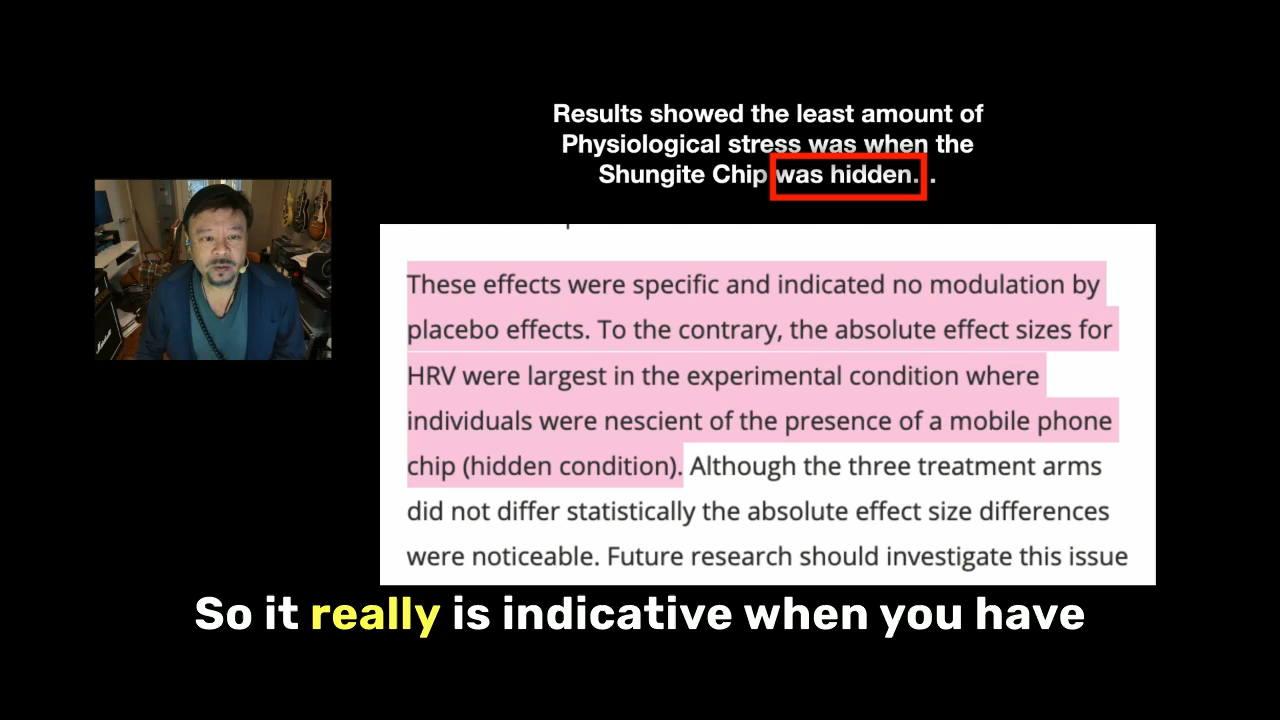 Results showed the least amount of
Physiological stress was when the
Shungite Chip was hidden. .
These effects were specific and indicated no modulation by
placebo effects. To the contrary, the absolute effect sizes for
HRV were largest in the experimental condition where
individuals were nescient of the presence of a mobile phone
chip (hidden condition). Although the three treatment arms
did not differ statistically the absolute effect size differences
were noticeable. Future research should investigate this issue
So it really is indicative when you have